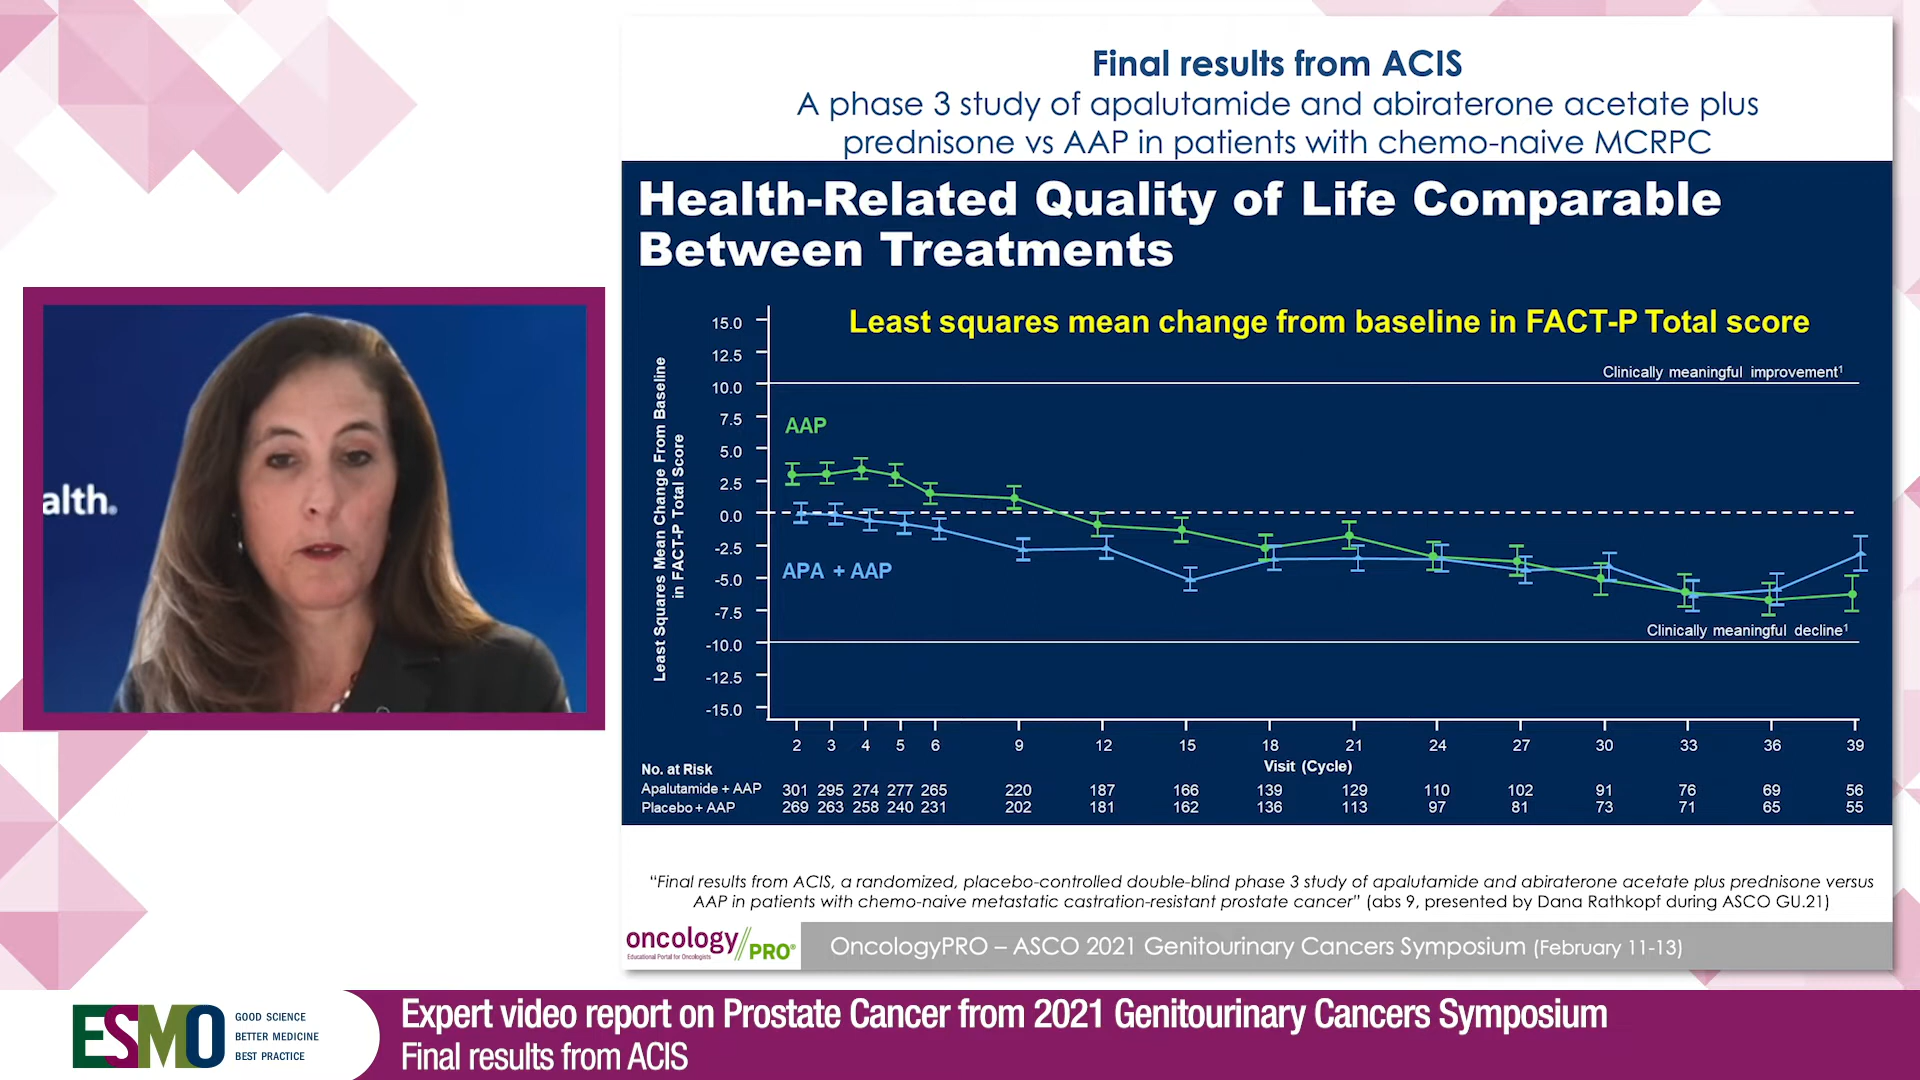 Final results from ACIS
A phase 3 study of apalutamide and abiraterone acetate plus
prednisone vs AAP in patients with chemo-naive MCRPC
Health-Related Quality of Life Comparable
Between Treatments
Least squares mean change from baseline in FACT-P Total score
Least Squares Mean Change From Baseline
in FACT-P Total Score
15.0
12.5
10.0
7.5
5.0
2.5
0.0
-2.5
-5.0
-7.5
-10.0
-12.5
-15.0
Clinically meaningful improvement¹
AAP
APA + AAP
Clinically meaningful decline¹
2 3 4 5 6 9 12 15 18 21 24 27 30 33 36 39
Visit (Cycle)
No. at Risk
Apalutamide + AAP 301 295 274 277 265 220 187 166 139 129 110 102 91 76 69 56
Placebo + AAP 269 263 258 240 231 202 181 162 136 113 97 81 73 71 65 55
alth.
"Final results from ACIS, a randomized, placebo-controlled double-blind phase 3 study of apalutamide and abiraterone acetate plus prednisone versus
AAP in patients with chemo-naive metastatic castration-resistant prostate cancer" (abs 9, presented by Dana Rathkopf during ASCO GU.21)
oncology//PRO®
Educational Portal for Oncologists
OncologyPRO – ASCO 2021 Genitourinary Cancers Symposium (February 11-13)
ESMO
GOOD SCIENCE
BETTER MEDICINE
BEST PRACTICE
Expert video report on Prostate Cancer from 2021 Genitourinary Cancers Symposium
Final results from ACIS